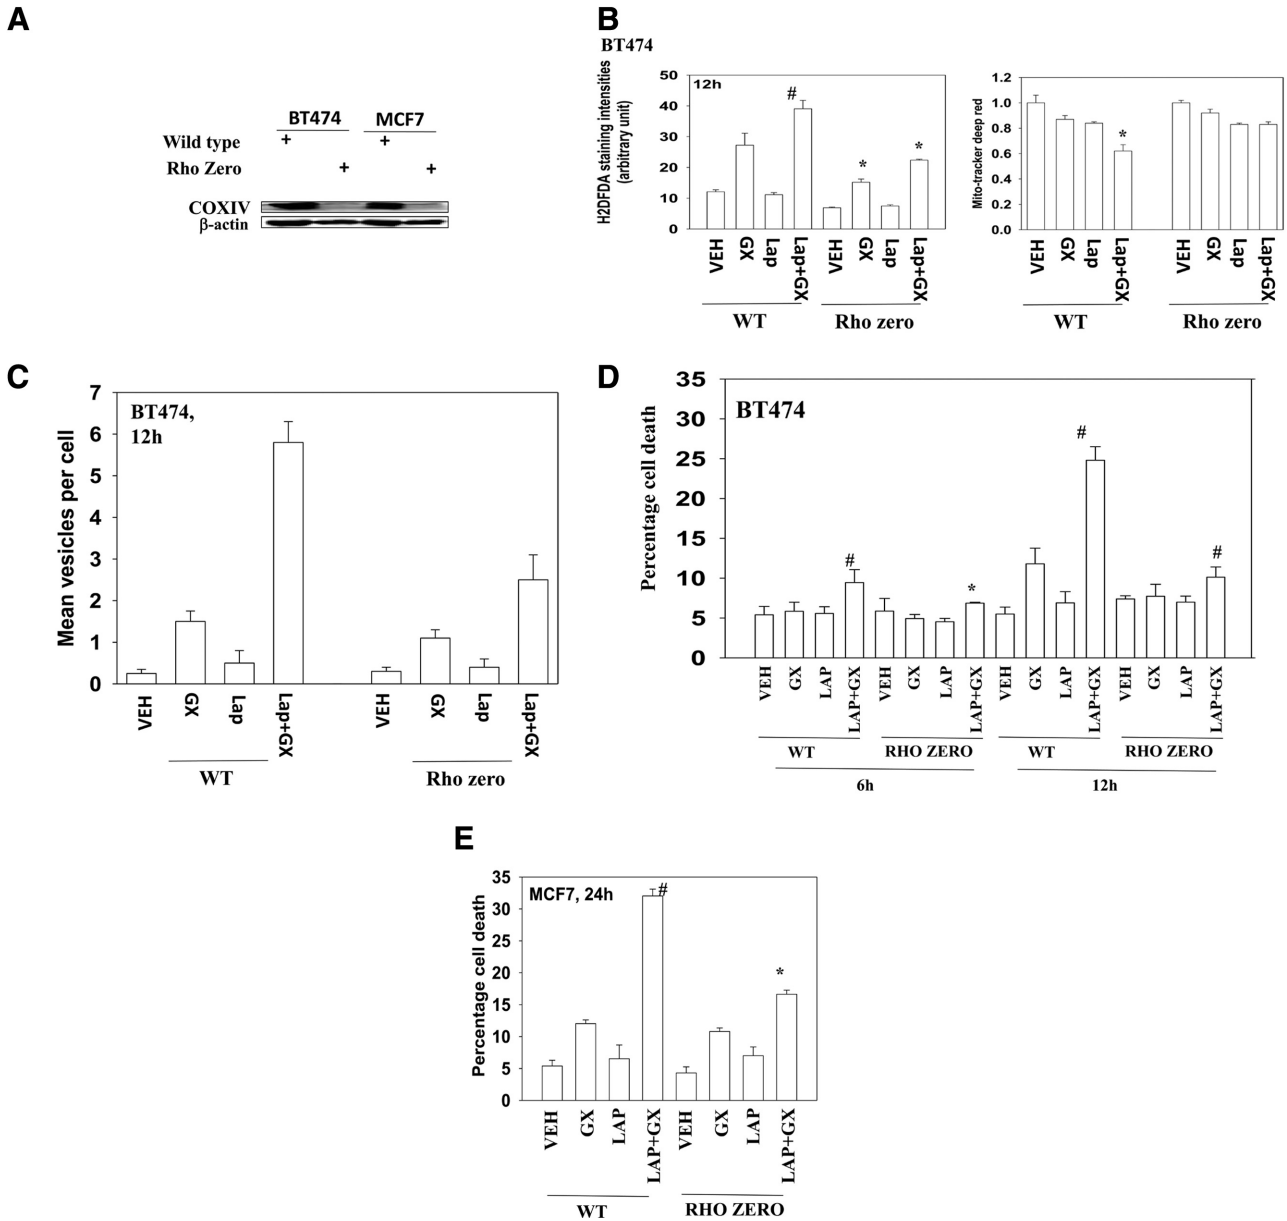 A
BT474 MCF7
Wild type + +
Rho Zero + +
COXIV
β-actin
B
BT474
H2DFDA staining intensities
(arbitrary unit)
50
40
30
20
10
0
12h
#
*
*
VEH GX Lap Lap+GX VEH GX Lap Lap+GX
WT Rho zero
Mito-tracker deep red
1.2
1.0
0.8
0.6
0.4
0.2
0.0
*
VEH GX Lap Lap+GX VEH GX Lap Lap+GX
WT Rho zero
C
Mean vesicles per cell
7
6
5
4
3
2
1
0
BT474,
12h
VEH GX Lap Lap+GX VEH GX Lap Lap+GX
WT Rho zero
D
Percentage cell death
35
30
25
20
15
10
5
0
BT474
#
*
#
#
VEH GX LAP LAP+GX VEH GX LAP LAP+GX VEH GX LAP LAP+GX VEH GX LAP LAP+GX
WT RHO ZERO WT RHO ZERO
6h 12h
E
Percentage cell death
35
30
25
20
15
10
5
0
MCF7, 24h
#
*
VEH GX LAP LAP+GX VEH GX LAP LAP+GX
WT RHO ZERO